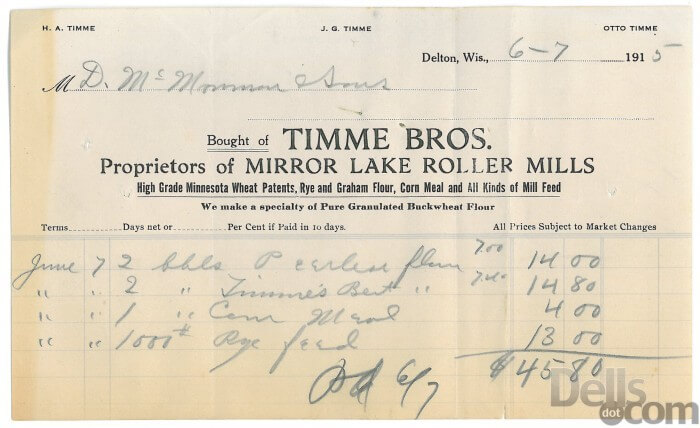 H. A. TIMME J. G. TIMME OTTO TIMME
Delton, Wis., 6-7 1915
M D. Mc & Sons
Bought of TIMME BROS.
Proprietors of MIRROR LAKE ROLLER MILLS
High Grade Minnesota Wheat Patents, Rye and Graham Flour, Corn Meal and All Kinds of Mill Feed
We make a specialty of Pure Granulated Buckwheat Flour
Terms Days net or Per Cent if Paid in 10 days. All Prices Subject to Market Changes
June 7 2 bbls Peerless flour 7.00 14 00
" " 2 " Timme's Best " 7.40 14 80
" " 1 " Corn Meal 4 00
" " 1000# Rye feed 13 00
$45 80
Pd 6/7
Dells
dot.com